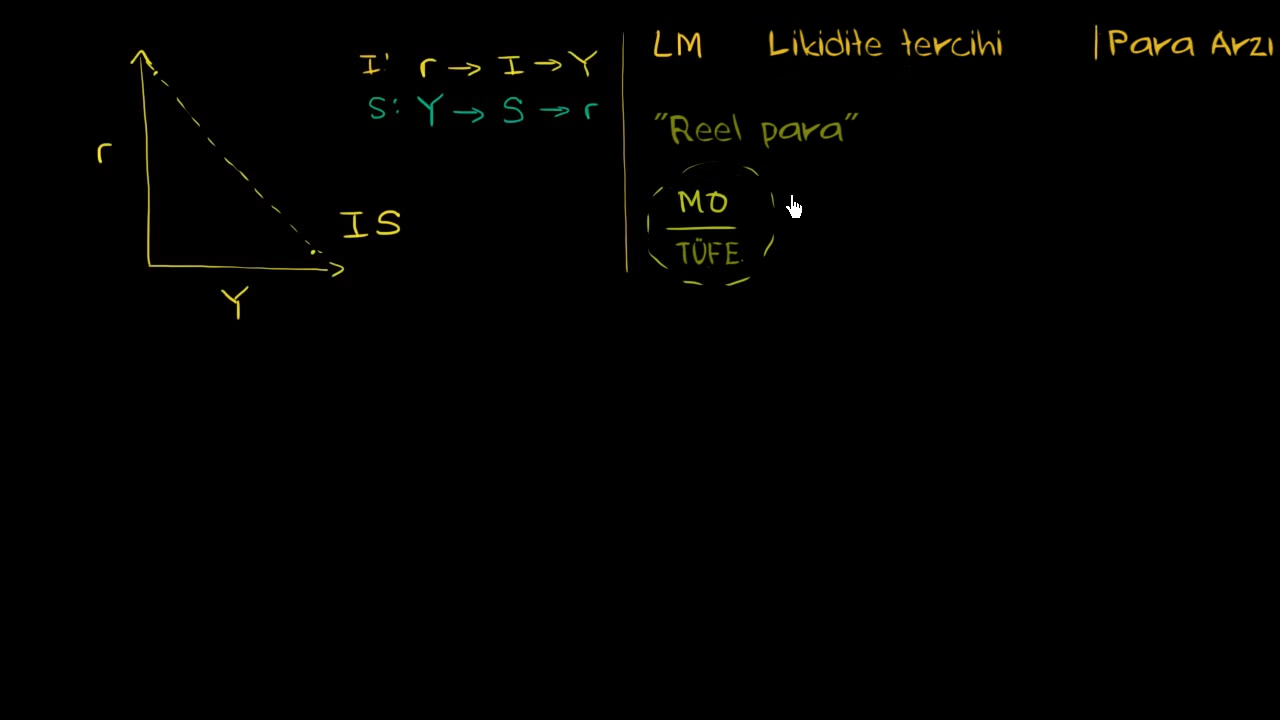 I: r → I → Y
S: Y → S → r
r
IS
Y
LM Likidite tercihi | Para Arzı
"Reel para"
M0
TÜFE